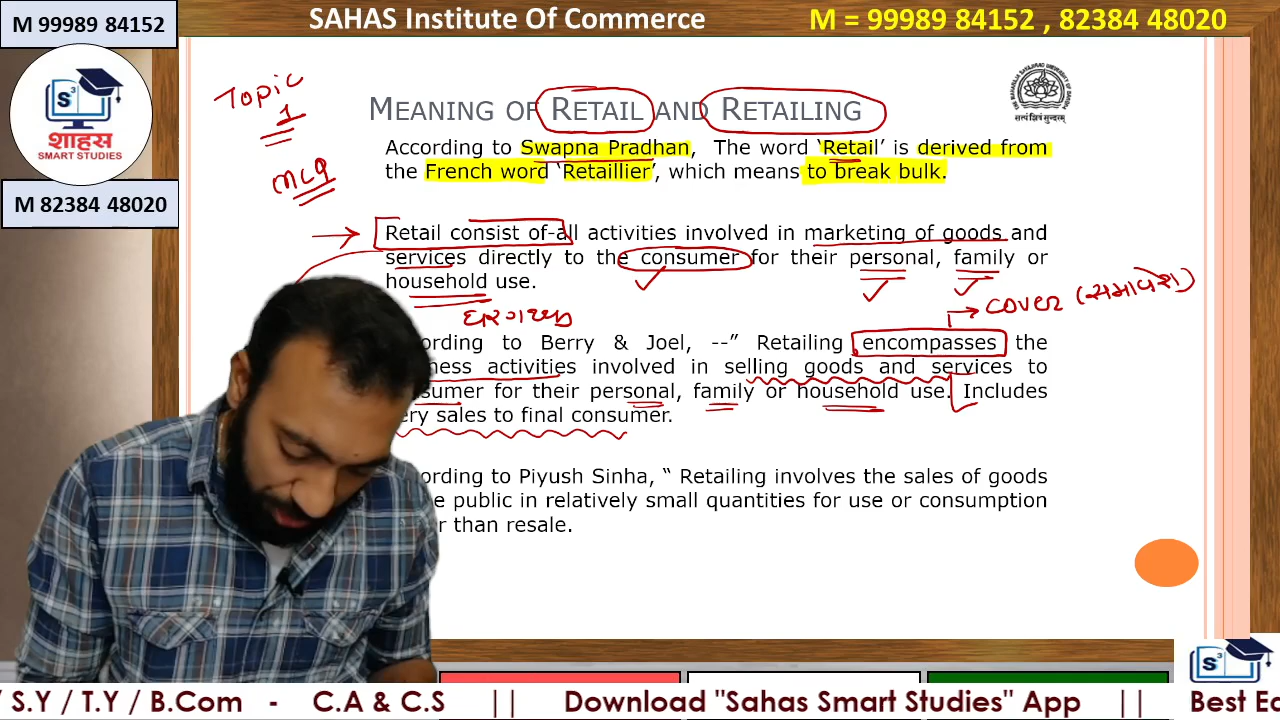 M 99989 84152
SAHAS Institute Of Commerce
M = 99989 84152 , 82384 48020
S³
शाहस
SMART STUDIES
M 82384 48020
Topic
1
MCQ
MEANING OF RETAIL AND RETAILING
According to Swapna Pradhan, The word ‘Retail’ is derived from
the French word ‘Retaillier’, which means to break bulk.
Retail consist of-all activities involved in marketing of goods and
services directly to the consumer for their personal, family or
household use.
ઘરગથ્થુ
cover (સમાવેશ)
ording to Berry & Joel, --” Retailing encompasses the
ness activities involved in selling goods and services to
sumer for their personal, family or household use. Includes
ery sales to final consumer.
ording to Piyush Sinha, “ Retailing involves the sales of goods
e public in relatively small quantities for use or consumption
r than resale.
सत्यं शिवं सुन्दरम्
S³
/ S.Y / T.Y / B.Com - C.A & C.S || Download "Sahas Smart Studies" App || Best Ed